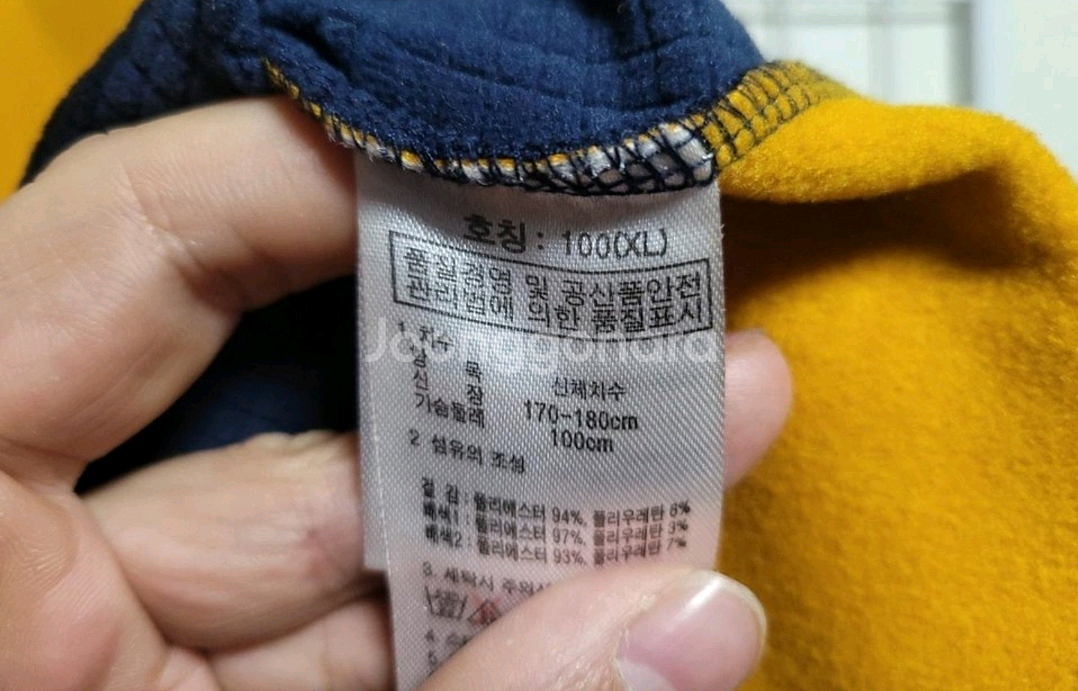 호칭 : 100(XL)
품질경영 및 공산품안전
관리법에 의한 품질표시
1. 치수
항 목 신체치수
신 장 170-180cm
가슴둘레 100cm
2 섬유의 조성
겉 감 : 폴리에스터 94%, 폴리우레탄 6%
배색1 : 폴리에스터 97%, 폴리우레탄 3%
배색2 : 폴리에스터 93%, 폴리우레탄 7%
3. 세탁시
4.
5.
Joonggonara